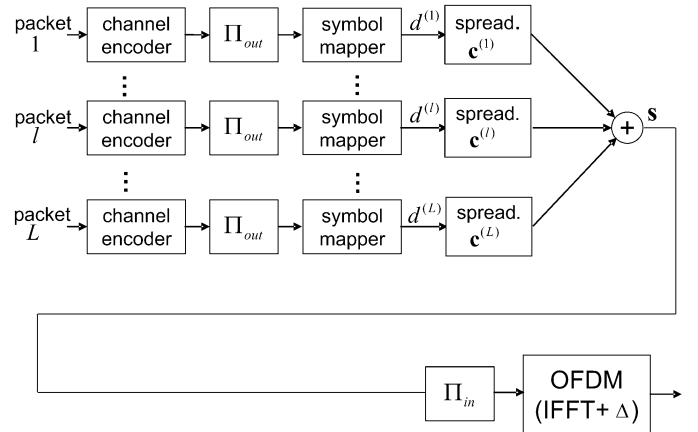 packet 1
channel encoder
Π_out
symbol mapper
d^(1)
spread. c^(1)
⋮ ⋮
packet l
channel encoder
Π_out
symbol mapper
d^(l)
spread. c^(l)
+
s
⋮ ⋮
packet L
channel encoder
Π_out
symbol mapper
d^(L)
spread. c^(L)
Π_in
OFDM
(IFFT+ Δ)